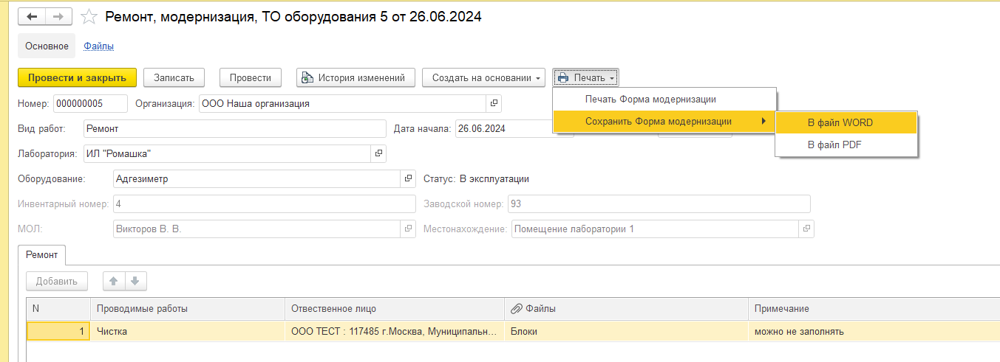 Ремонт, модернизация, ТО оборудования 5 от 26.06.2024
Основное Файлы
Провести и закрыть Записать Провести История изменений Создать на основании Печать
Печать Форма модернизации
Сохранить Форма модернизации
В файл WORD
В файл PDF
Номер: 000000005 Организация: ООО Наша организация
Вид работ: Ремонт Дата начала: 26.06.2024
Лаборатория: ИЛ "Ромашка"
Оборудование: Адгезиметр Статус: В эксплуатации
Инвентарный номер: 4 Заводской номер: 93
МОЛ: Викторов В. В. Местонахождение: Помещение лаборатории 1
Ремонт
Добавить
N Проводимые работы Отвественное лицо Файлы Примечание
1 Чистка ООО ТЕСТ : 117485 г.Москва, Муниципальн... Блоки можно не заполнять